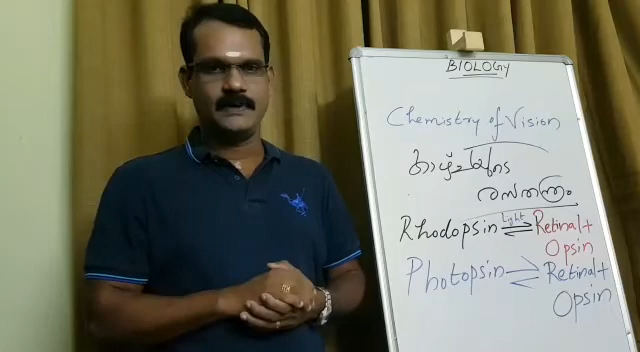 BIOLOGY
Chemistry of Vision
കാഴ്ചയുടെ
രസതന്ത്രം
Rhodopsin Light ⇌ Retinal +
Opsin
Photopsin ⇌ Retinal +
Opsin